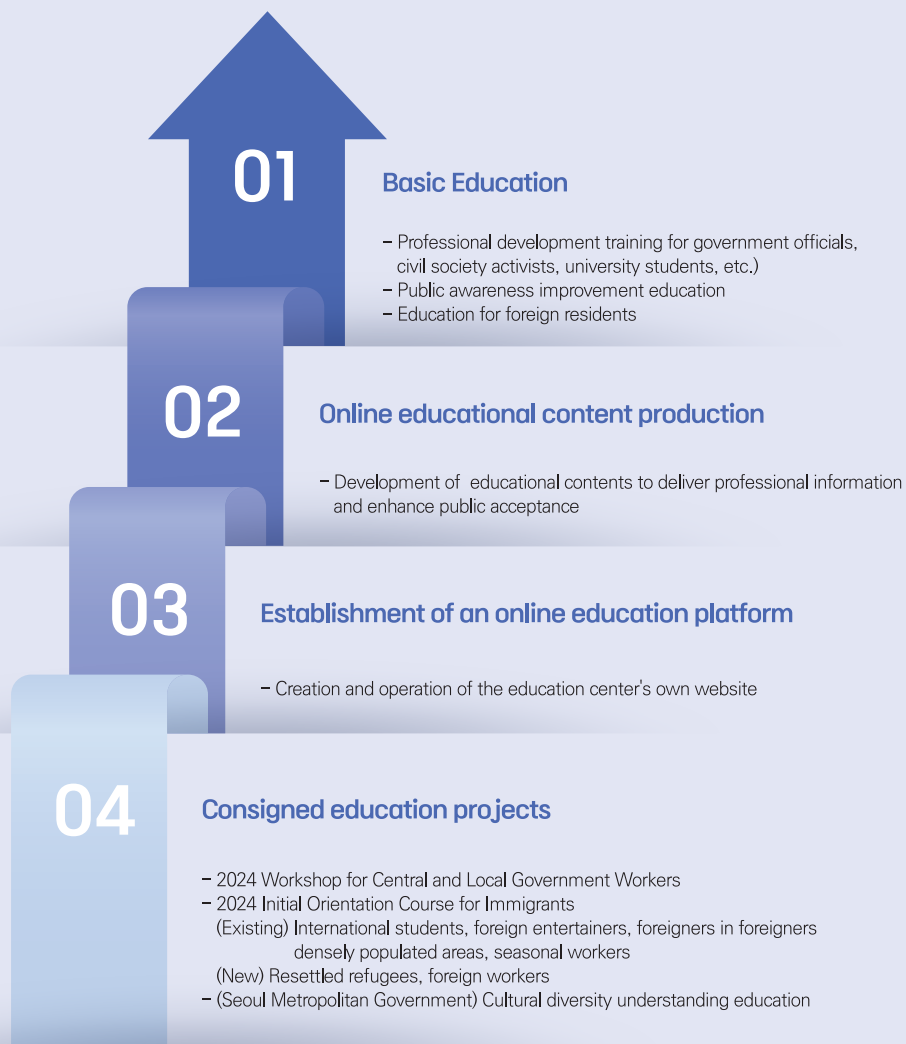 01
Basic Education
- Professional development training for government officials,
civil society activists, university students, etc.)
- Public awareness improvement education
- Education for foreign residents
02
Online educational content production
- Development of educational contents to deliver professional information
and enhance public acceptance
03
Establishment of an online education platform
- Creation and operation of the education center's own website
04
Consigned education projects
- 2024 Workshop for Central and Local Government Workers
- 2024 Initial Orientation Course for Immigrants
(Existing) International students, foreign entertainers, foreigners in foreigners
densely populated areas, seasonal workers
(New) Resettled refugees, foreign workers
- (Seoul Metropolitan Government) Cultural diversity understanding education